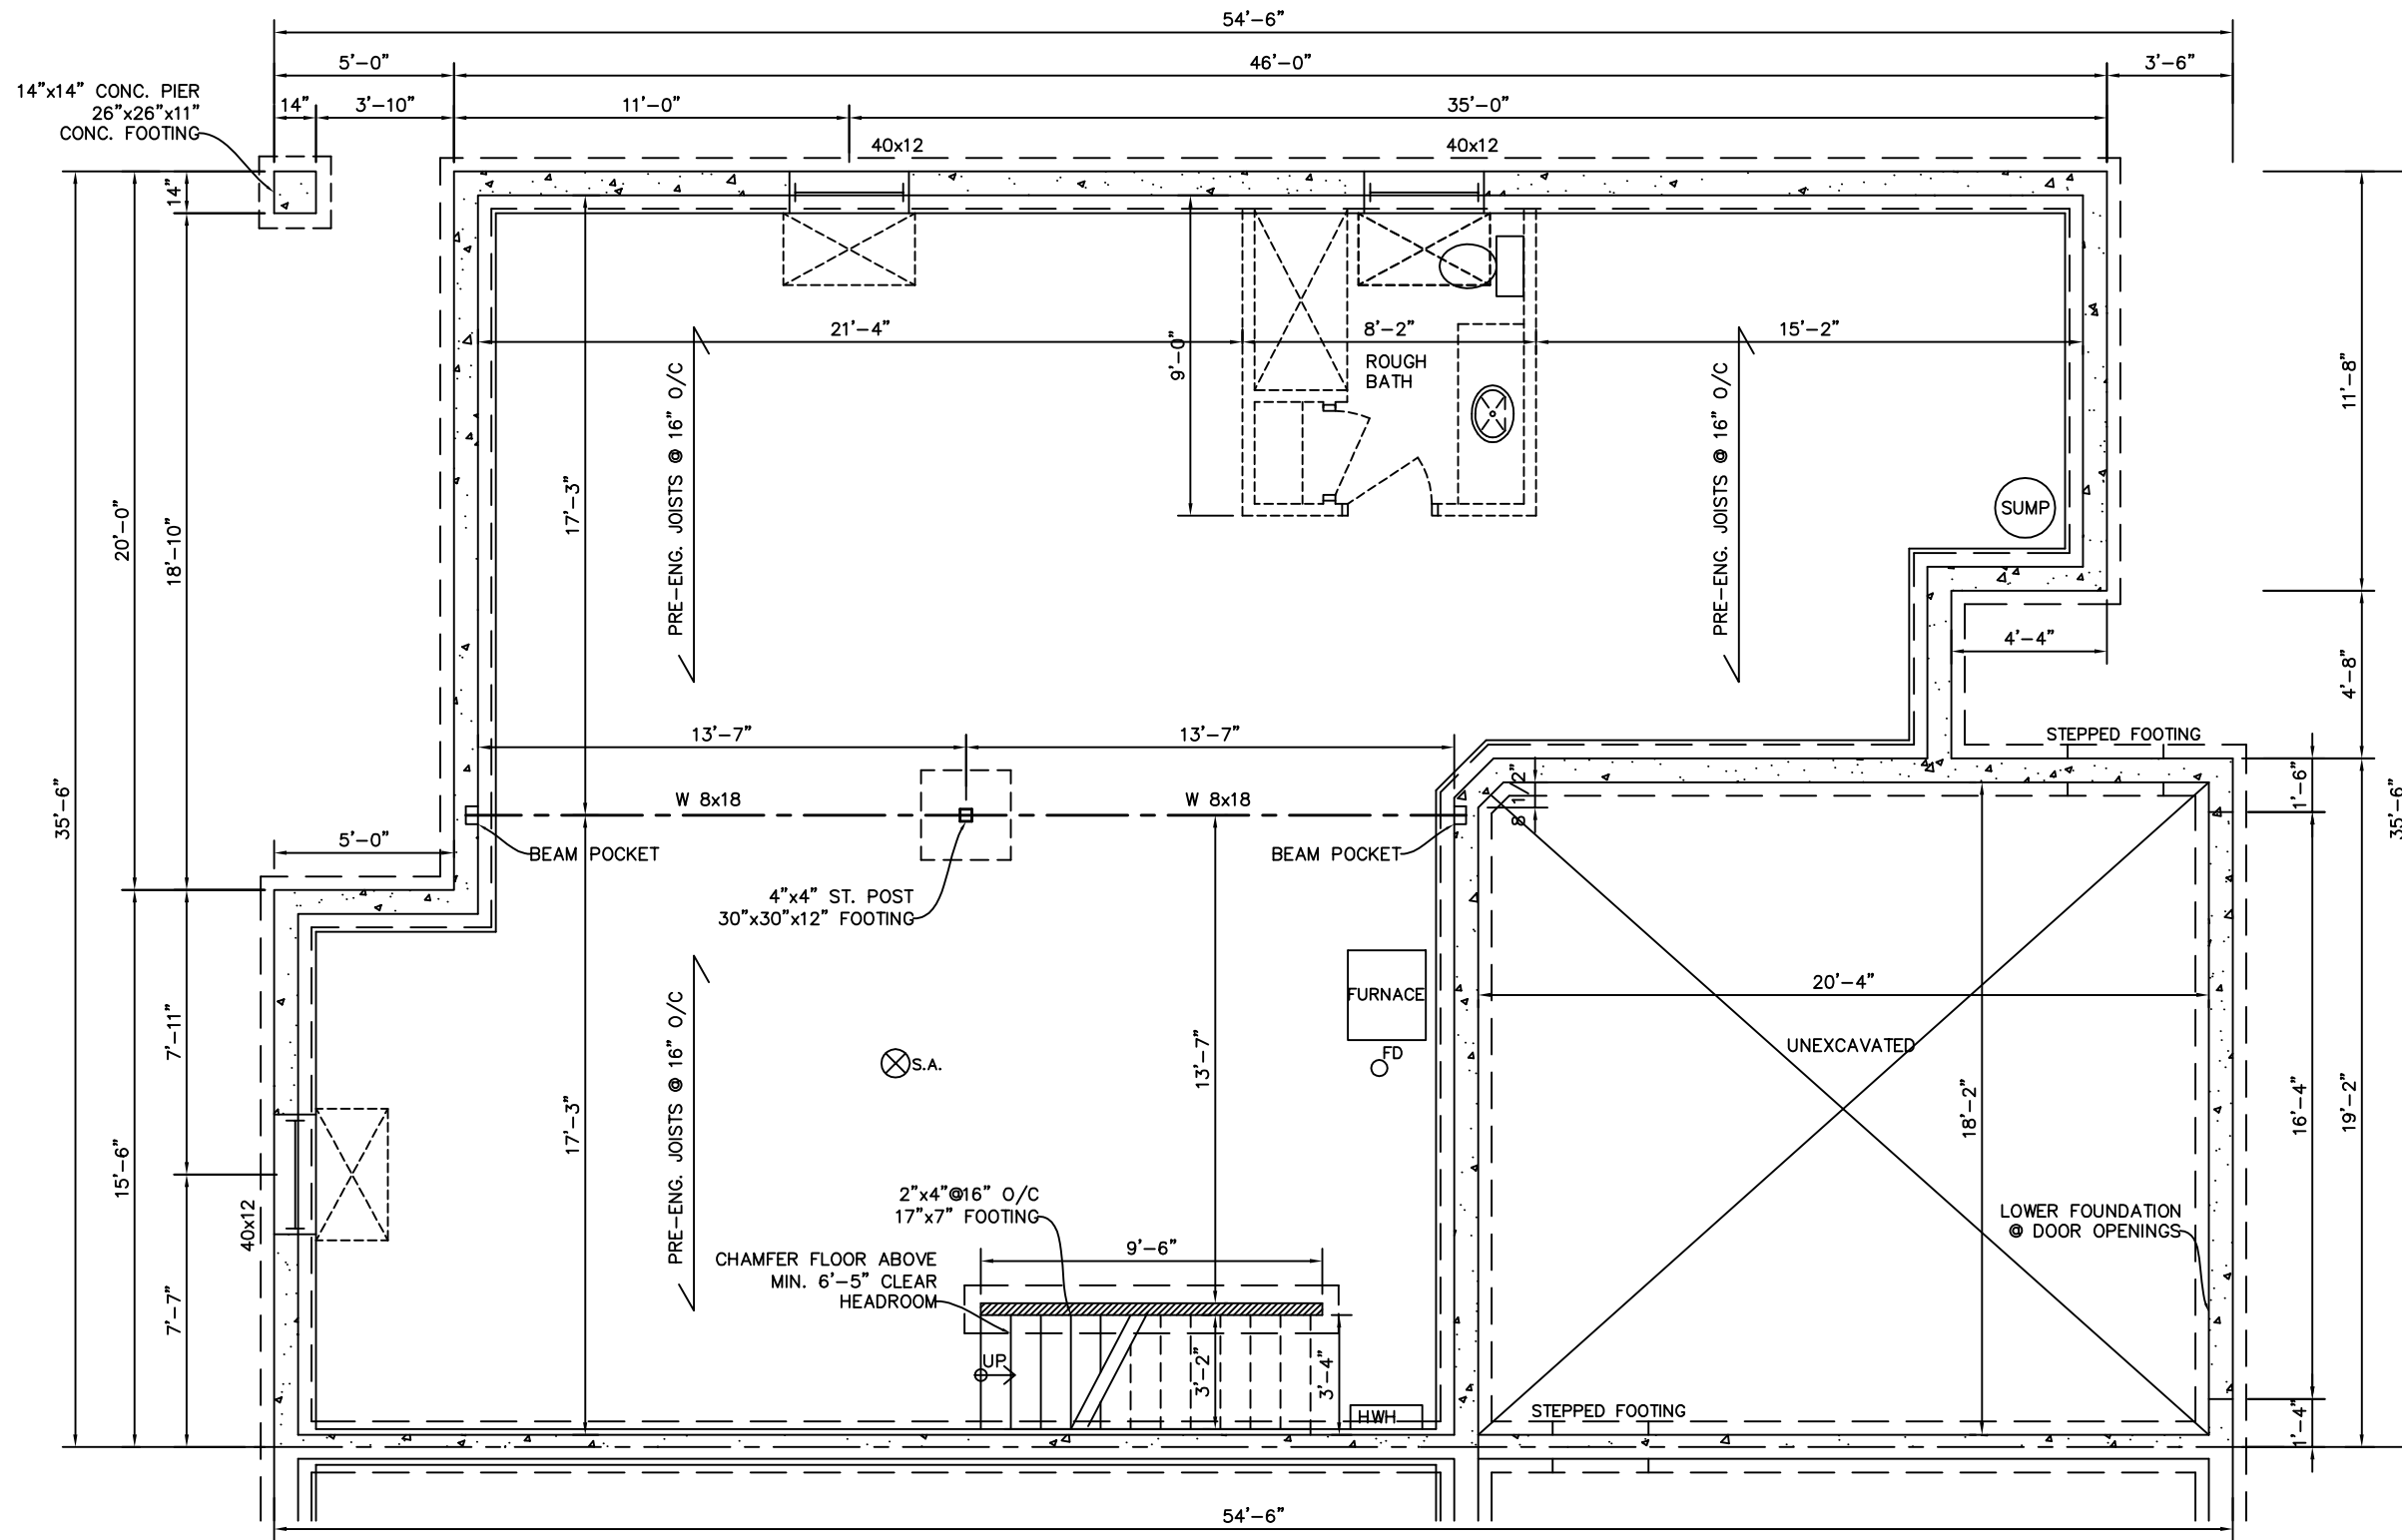 54'-6"
5'-0"
46'-0"
3'-6"
14"x14" CONC. PIER
26"x26"x11"
CONC. FOOTING
14"
3'-10"
11'-0"
35'-0"
40x12
40x12
14"
21'-4"
8'-2"
15'-2"
ROUGH
BATH
9'-0"
PRE-ENG. JOISTS @ 16" O/C
PRE-ENG. JOISTS @ 16" O/C
11'-8"
17'-3"
20'-0"
18'-10"
SUMP
4'-4"
4'-8"
STEPPED FOOTING
13'-7"
13'-7"
35'-6"
35'-6"
1'-6"
W 8x18
W 8x18
8 1/2"
5'-0"
BEAM POCKET
BEAM POCKET
4"x4" ST. POST
30"x30"x12" FOOTING
20'-4"
FURNACE
UNEXCAVATED
FD
S.A.
7'-11"
PRE-ENG. JOISTS @ 16" O/C
17'-3"
13'-7"
18'-2"
16'-4"
19'-2"
15'-6"
2"x4"@16" O/C
17"x7" FOOTING
LOWER FOUNDATION
@ DOOR OPENINGS
40x12
CHAMFER FLOOR ABOVE
MIN. 6'-5" CLEAR
HEADROOM
9'-6"
7'-7"
UP
3'-2"
3'-4"
HWH
STEPPED FOOTING
1'-4"
54'-6"